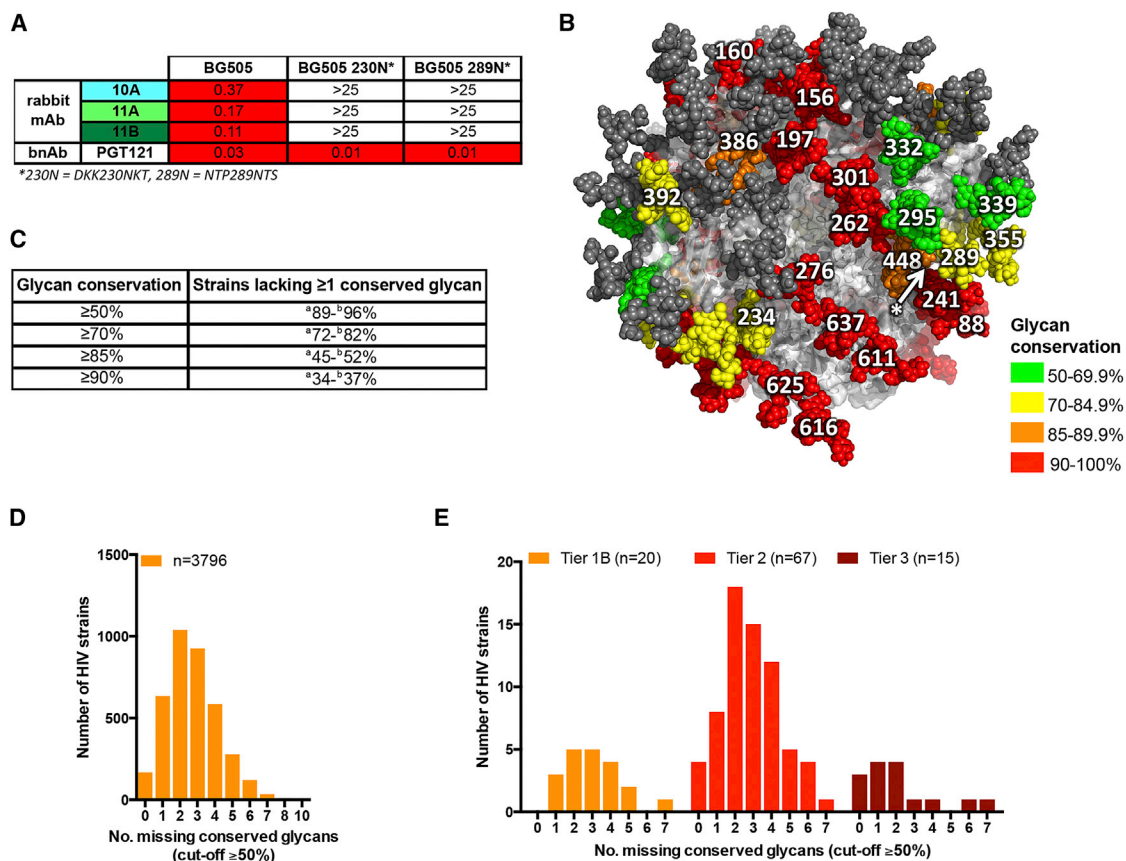 A
BG505 BG505 230N* BG505 289N*
rabbit mAb 10A 0.37 >25 >25
11A 0.17 >25 >25
11B 0.11 >25 >25
bnAb PGT121 0.03 0.01 0.01
*230N = DKK230NKT, 289N = NTP289NTS
B
160
156
386 197 332
301
392 339
262 295
355
448 289
276 241
* 88
234 637
611
625
616
Glycan
conservation
50-69.9%
70-84.9%
85-89.9%
90-100%
C
Glycan conservation Strains lacking ≥1 conserved glycan
≥50% ᵃ89-ᵇ96%
≥70% ᵃ72-ᵇ82%
≥85% ᵃ45-ᵇ52%
≥90% ᵃ34-ᵇ37%
D
n=3796
Number of HIV strains
1500
1000
500
0
0 1 2 3 4 5 6 7 8 10
No. missing conserved glycans
(cut-off ≥50%)
E
Tier 1B (n=20) Tier 2 (n=67) Tier 3 (n=15)
Number of HIV strains
20
15
10
5
0
0 1 2 3 4 5 6 7 0 1 2 3 4 5 6 7 0 1 2 3 4 5 6 7
No. missing conserved glycans (cut-off ≥50%)